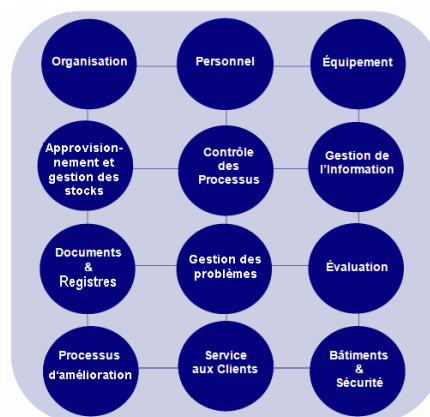 Organisation
Personnel
Équipement
Approvision-
nement et
gestion des
stocks
Contrôle
des
Processus
Gestion de
l'Information
Documents
&
Registres
Gestion des
problèmes
Évaluation
Processus
d'amélioration
Service
aux Clients
Bâtiments
&
Sécurité